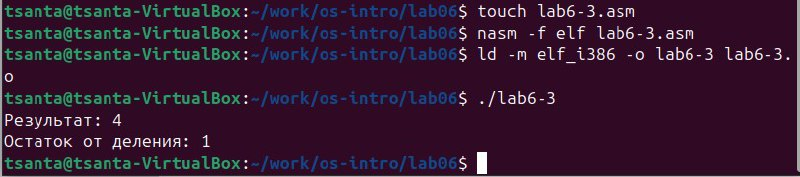 tsanta@tsanta-VirtualBox:~/work/os-intro/lab06$ touch lab6-3.asm
tsanta@tsanta-VirtualBox:~/work/os-intro/lab06$ nasm -f elf lab6-3.asm
tsanta@tsanta-VirtualBox:~/work/os-intro/lab06$ ld -m elf_i386 -o lab6-3 lab6-3.
o
tsanta@tsanta-VirtualBox:~/work/os-intro/lab06$ ./lab6-3
Результат: 4
Остаток от деления: 1
tsanta@tsanta-VirtualBox:~/work/os-intro/lab06$